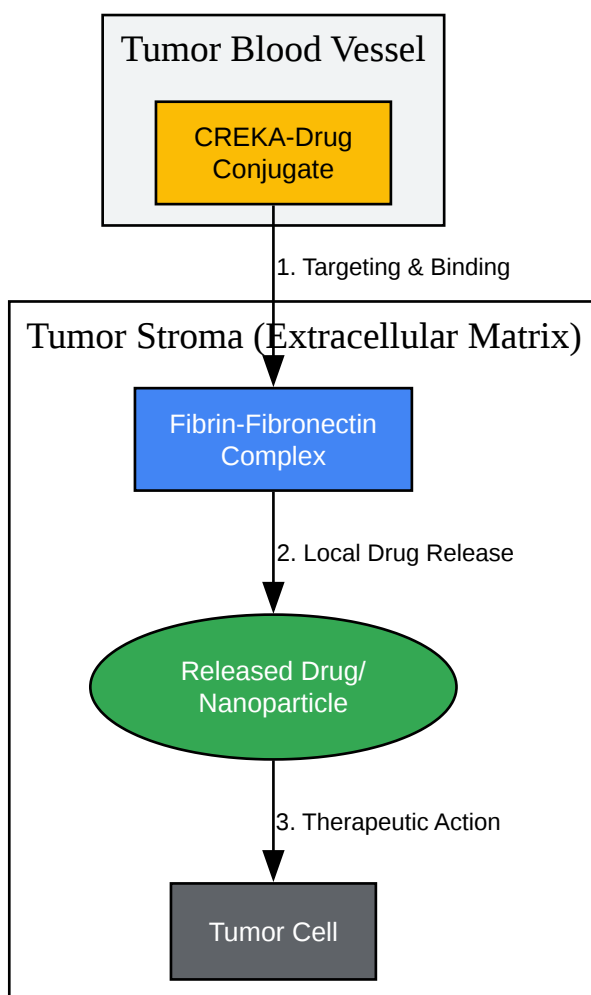 Tumor Blood Vessel
CREKA-Drug
Conjugate
1. Targeting & Binding
Tumor Stroma (Extracellular Matrix)
Fibrin-Fibronectin
Complex
2. Local Drug Release
Released Drug/
Nanoparticle
3. Therapeutic Action
Tumor Cell